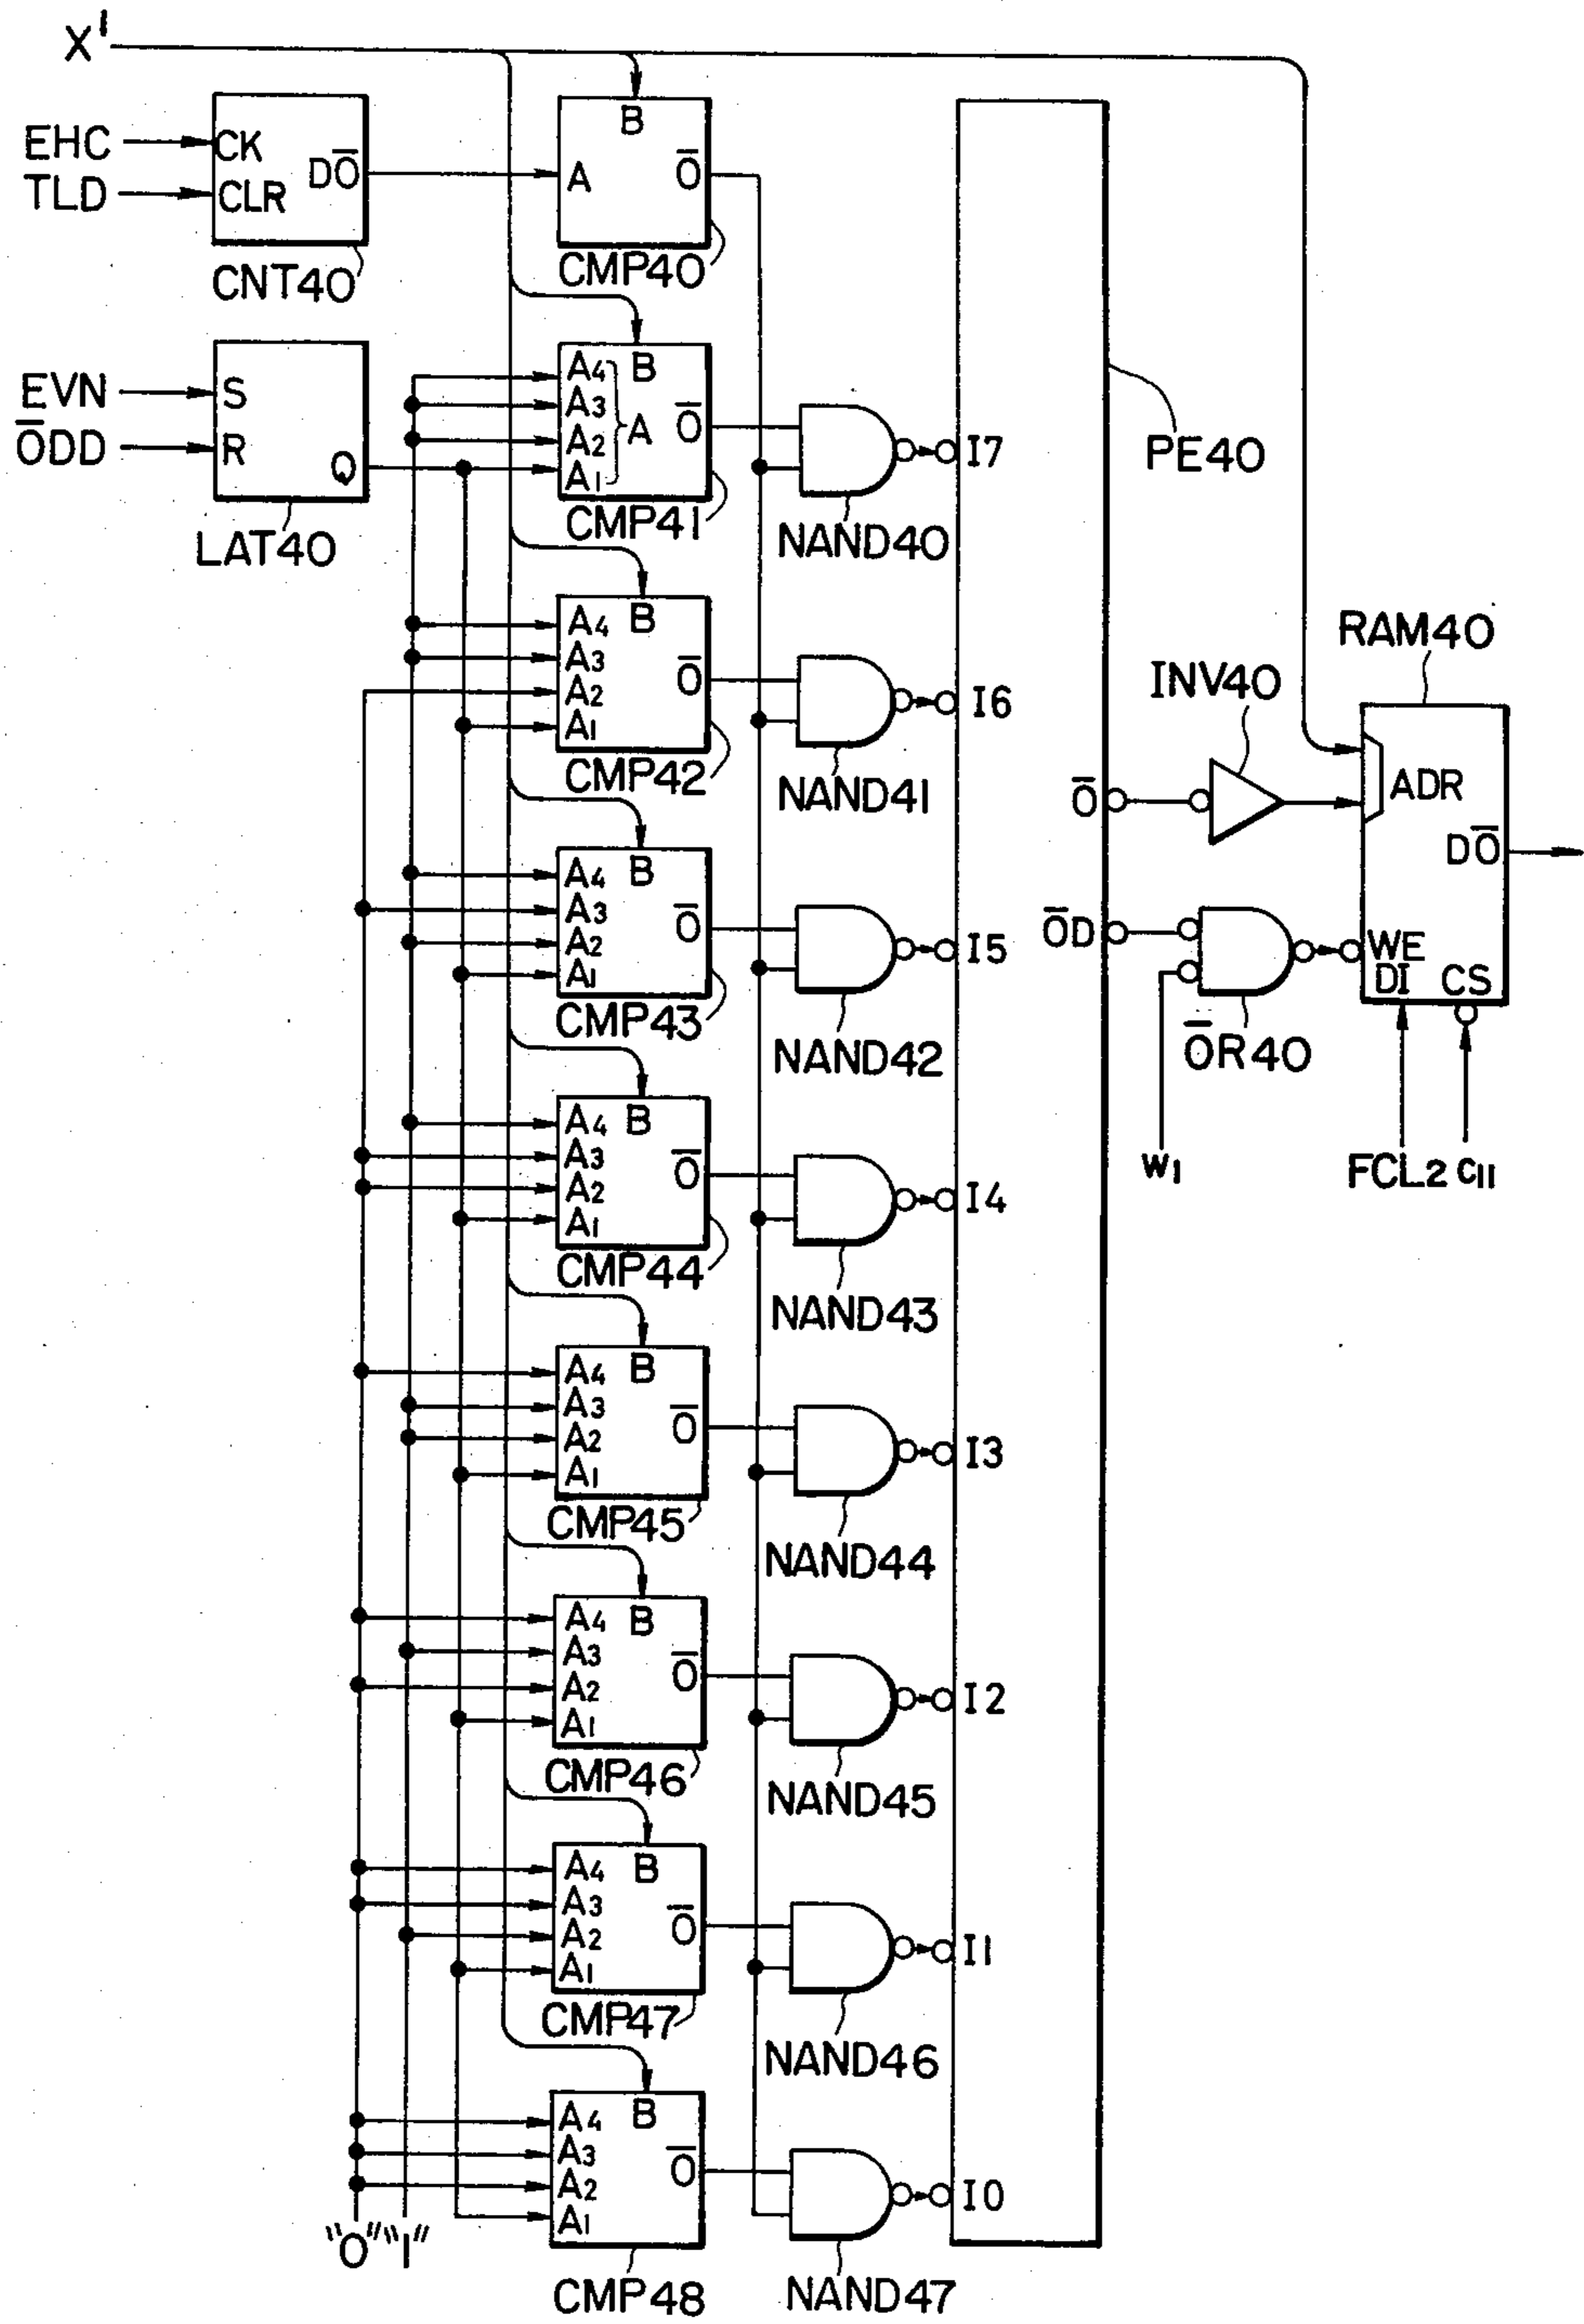 X'
EHC
CK
TLD
CLR
DO̅
CNT40
B
A
O̅
CMP40
EVN
S
O̅DD
R
Q
LAT40
A4
A3
A2
A1
A
B
O̅
CMP41
NAND40
I7
PE40
A4
A3
A2
A1
B
O̅
CMP42
NAND41
I6
A4
A3
A2
A1
B
O̅
CMP43
NAND42
I5
A4
A3
A2
A1
B
O̅
CMP44
NAND43
I4
A4
A3
A2
A1
B
O̅
CMP45
NAND44
I3
A4
A3
A2
A1
B
O̅
CMP46
NAND45
I2
A4
A3
A2
A1
B
O̅
CMP47
NAND46
I1
A4
A3
A2
A1
B
O̅
CMP48
NAND47
I0
"0" "1"
O̅
INV40
O̅D
O̅R40
W1
RAM40
ADR
DO̅
WE
DI
CS
FCL2
C11